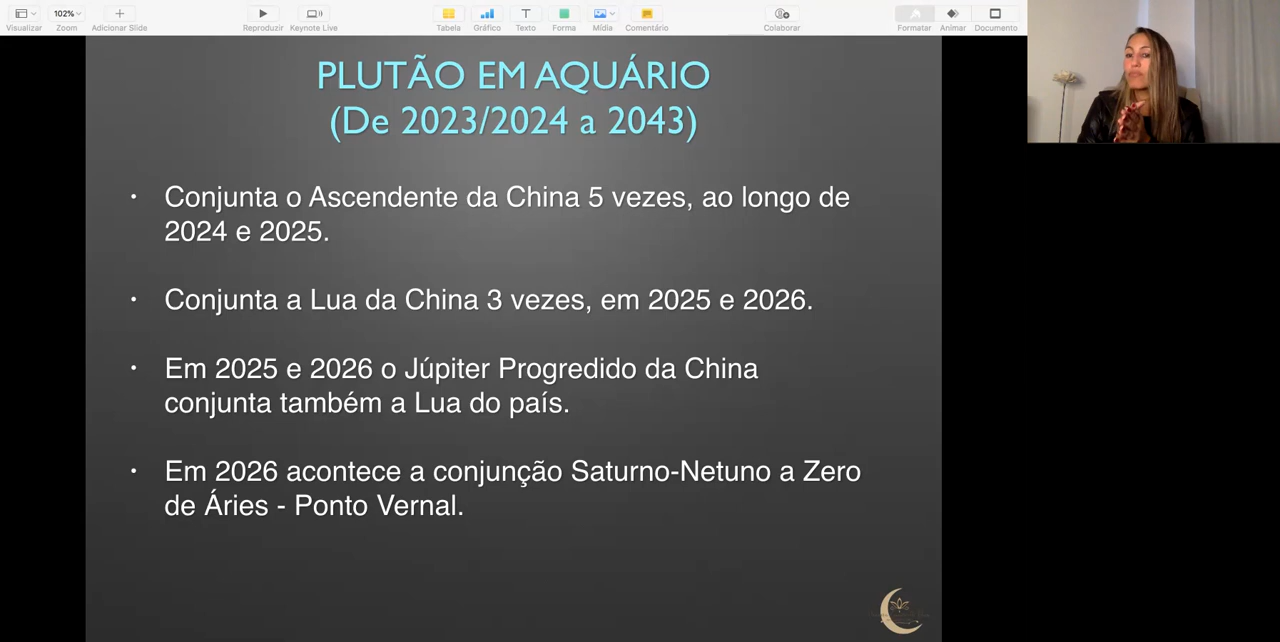 102%
Visualizar
Zoom
Adicionar Slide
Reproduzir
Keynote Live
Tabela
Gráfico
Texto
Forma
Mídia
Comentário
Colaborar
Formatar
Animar
Documento
PLUTÃO EM AQUÁRIO
(De 2023/2024 a 2043)
• Conjunta o Ascendente da China 5 vezes, ao longo de
2024 e 2025.
• Conjunta a Lua da China 3 vezes, em 2025 e 2026.
• Em 2025 e 2026 o Júpiter Progredido da China
conjunta também a Lua do país.
• Em 2026 acontece a conjunção Saturno-Netuno a Zero
de Áries - Ponto Vernal.